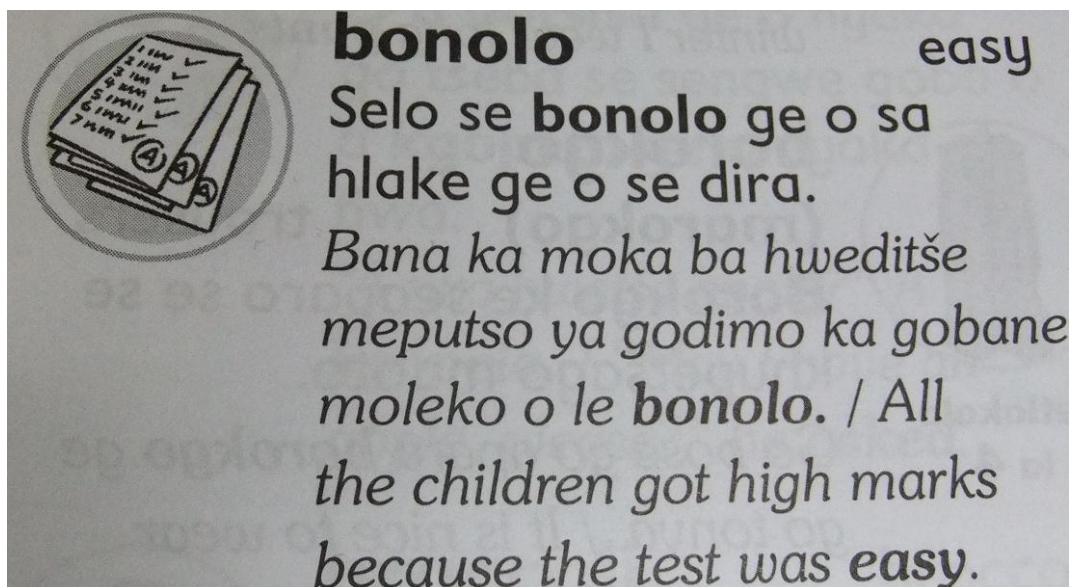 bonolo easy
Selo se bonolo ge o sa
hlake ge o se dira.
Bana ka moka ba hweditše
meputso ya godimo ka gobane
moleko o le bonolo. / All
the children got high marks
because the test was easy.